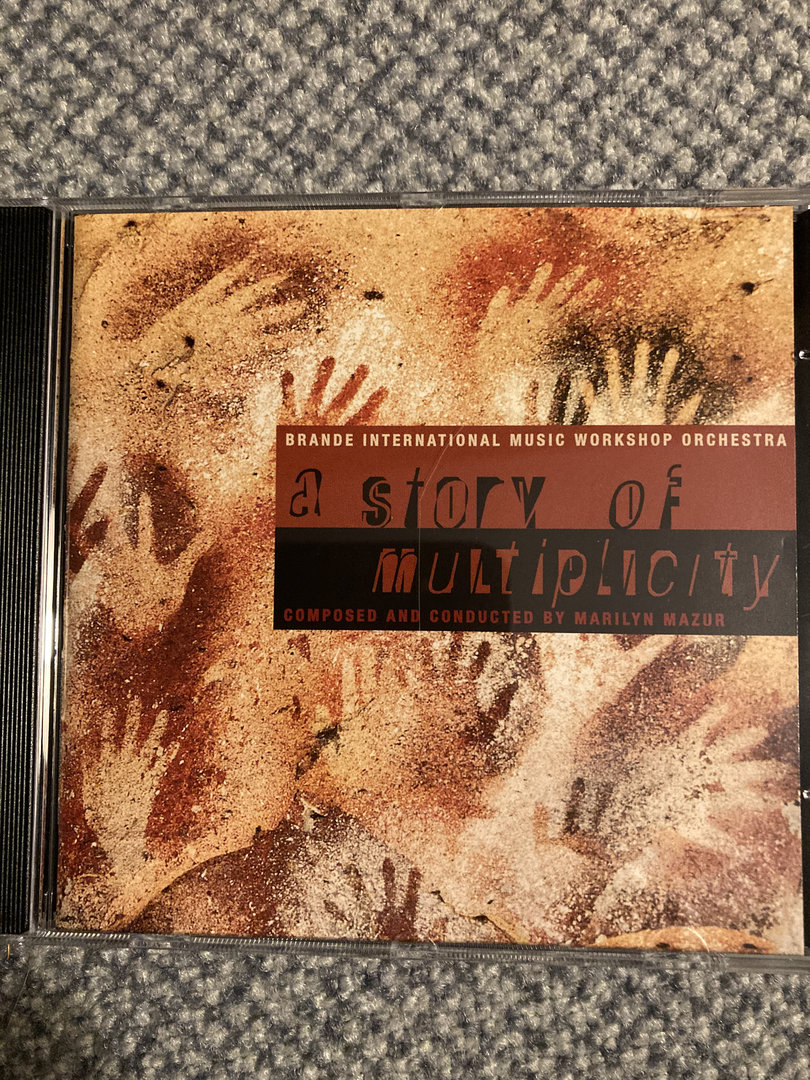 BRANDE INTERNATIONAL MUSIC WORKSHOP ORCHESTRA
a story of
multiplicity
COMPOSED AND CONDUCTED BY MARILYN MAZUR